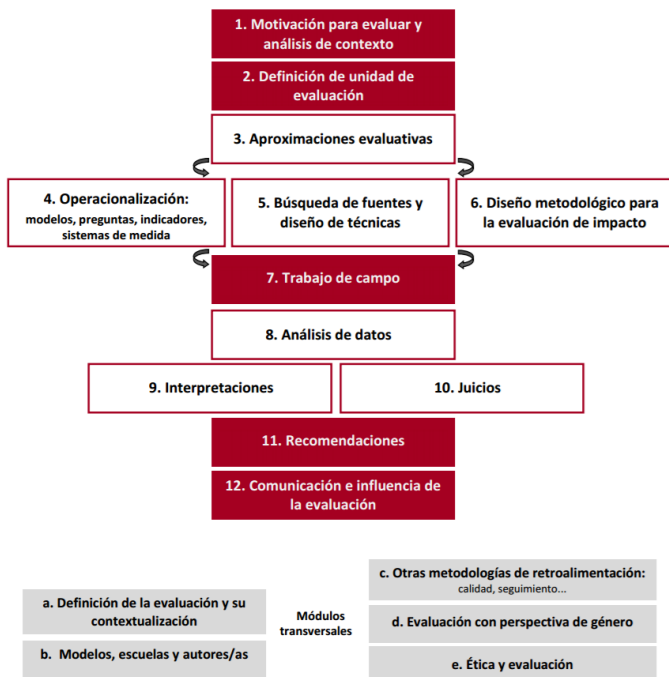 1. Motivación para evaluar y
análisis de contexto
2. Definición de unidad de
evaluación
3. Aproximaciones evaluativas
4. Operacionalización:
modelos, preguntas, indicadores,
sistemas de medida
5. Búsqueda de fuentes y
diseño de técnicas
6. Diseño metodológico para
la evaluación de impacto
7. Trabajo de campo
8. Análisis de datos
9. Interpretaciones
10. Juicios
11. Recomendaciones
12. Comunicación e influencia de
la evaluación
a. Definición de la evaluación y su
contextualización
b. Modelos, escuelas y autores/as
Módulos
transversales
c. Otras metodologías de retroalimentación:
calidad, seguimiento...
d. Evaluación con perspectiva de género
e. Ética y evaluación